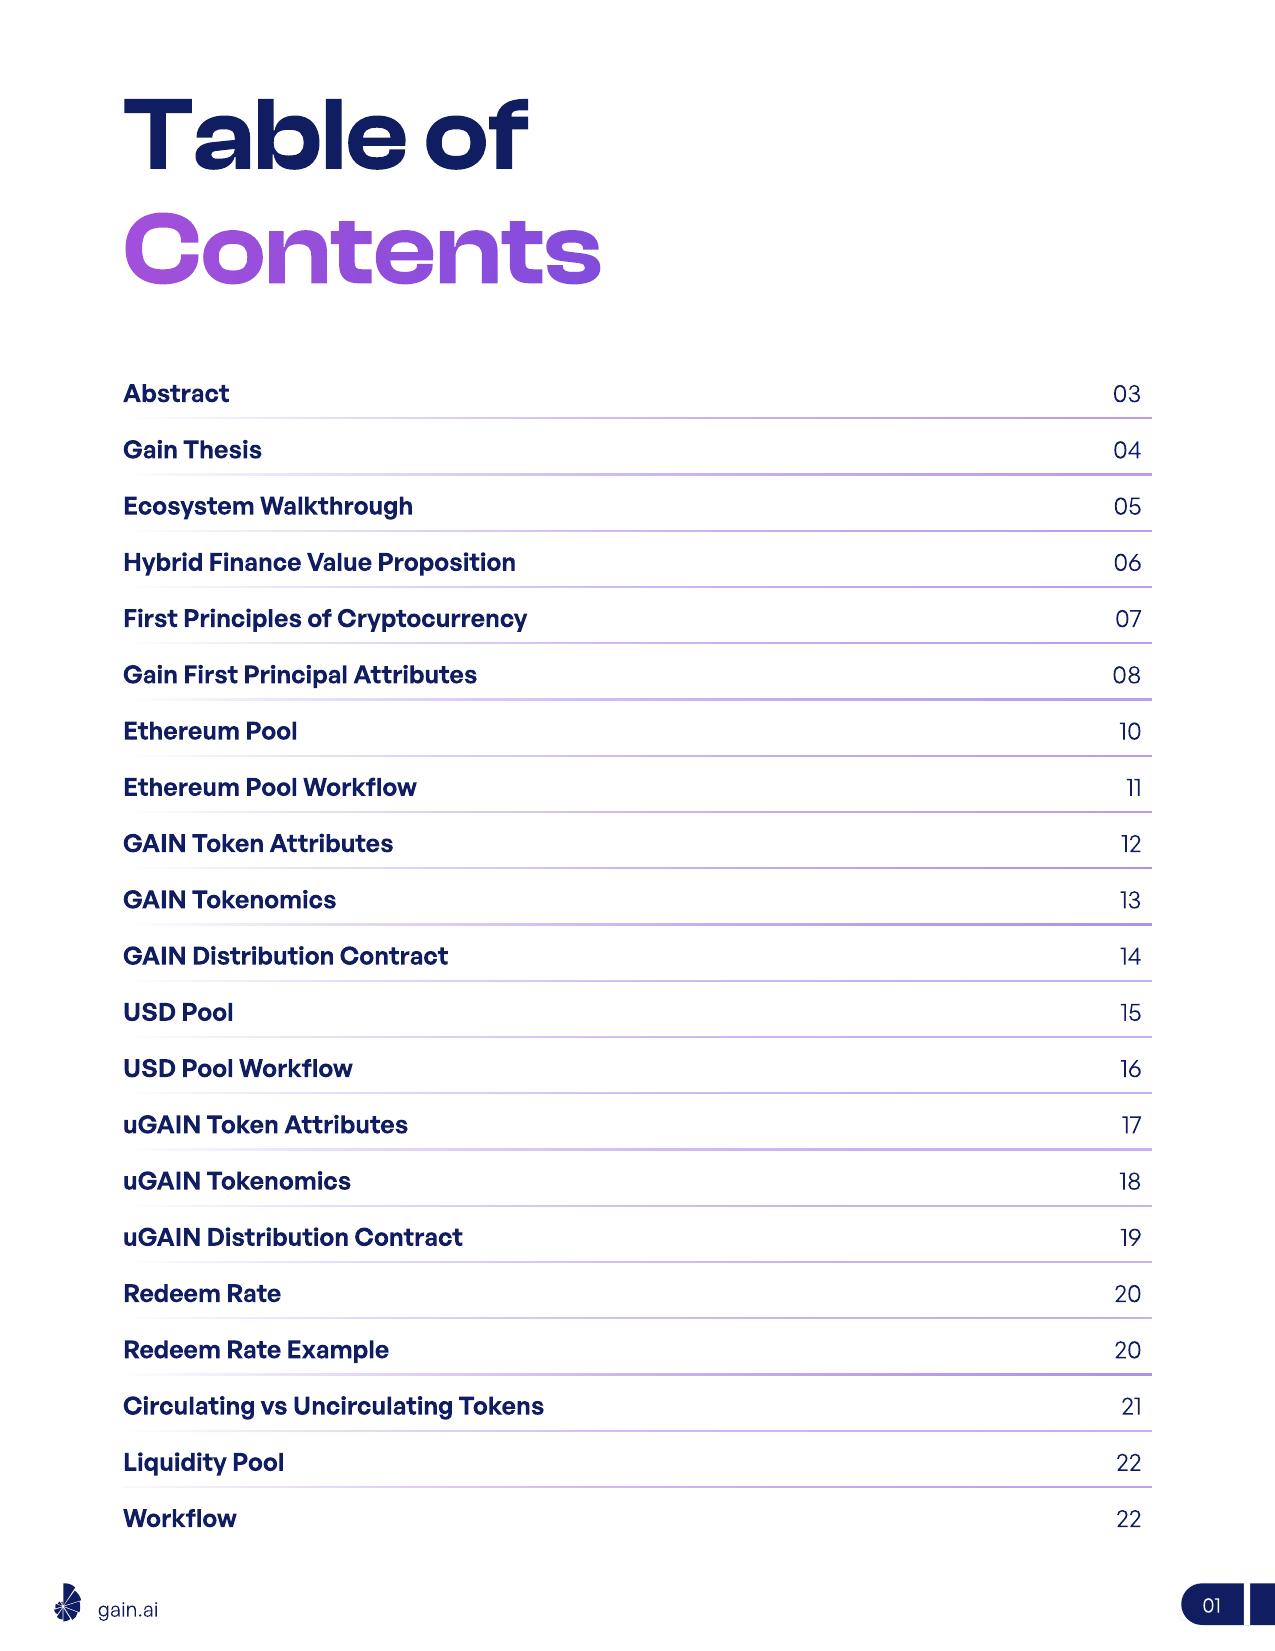 Table of
Contents
Abstract 03
Gain Thesis 04
Ecosystem Walkthrough 05
Hybrid Finance Value Proposition 06
First Principles of Cryptocurrency 07
Gain First Principal Attributes 08
Ethereum Pool 10
Ethereum Pool Workflow 11
GAIN Token Attributes 12
GAIN Tokenomics 13
GAIN Distribution Contract 14
USD Pool 15
USD Pool Workflow 16
uGAIN Token Attributes 17
uGAIN Tokenomics 18
uGAIN Distribution Contract 19
Redeem Rate 20
Redeem Rate Example 20
Circulating vs Uncirculating Tokens 21
Liquidity Pool 22
Workflow 22
gain.ai 01